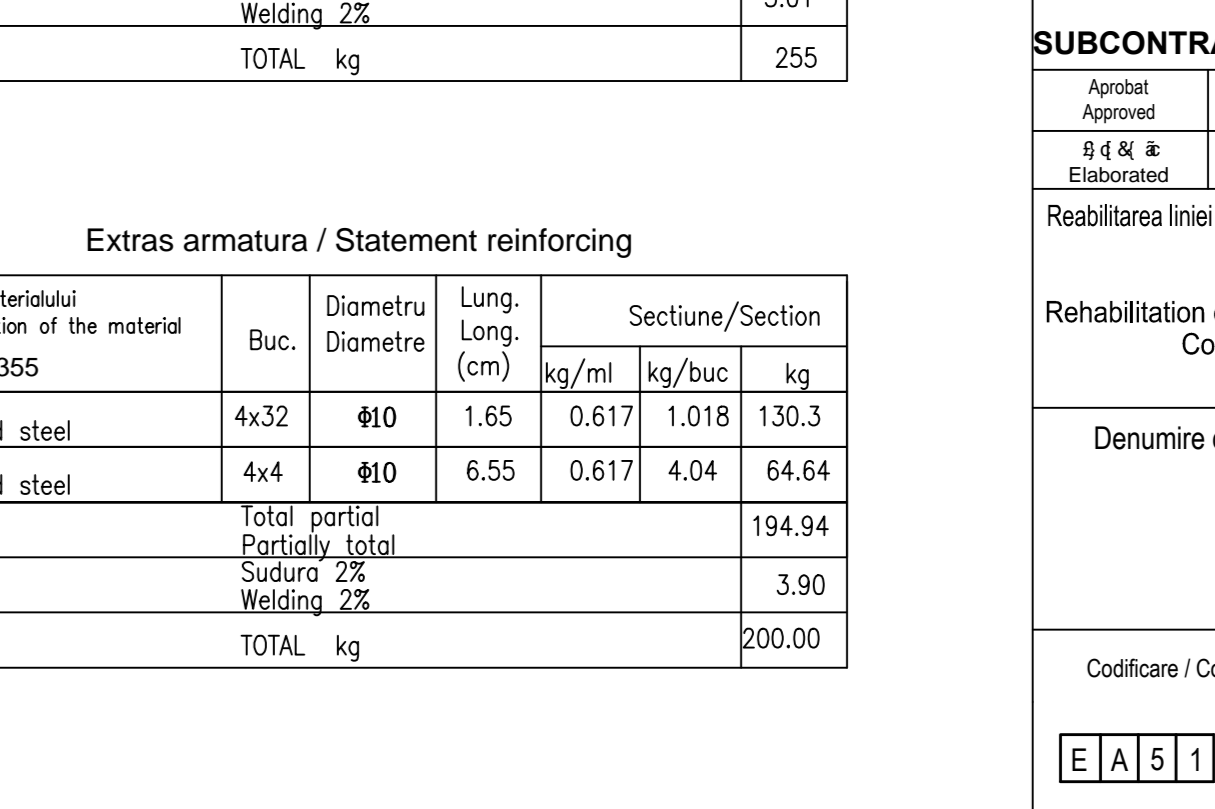 Welding 2%
TOTAL kg 255
Extras armatura / Statement reinforcing
terialului
ion of the material
355
Buc.
Diametru
Diametre
Lung.
Long.
(cm)
Sectiune/Section
kg/ml kg/buc kg
steel 4x32 Φ10 1.65 0.617 1.018 130.3
steel 4x4 Φ10 6.55 0.617 4.04 64.64
Total partial
Partially total
194.94
Sudura 2%
Welding 2%
3.90
TOTAL kg 200.00
SUBCONTRA
Aprobat
Approved
Elaborated
Reabilitarea liniei
Rehabilitation
Co
Denumire
Codificare / Co
E A 5 1